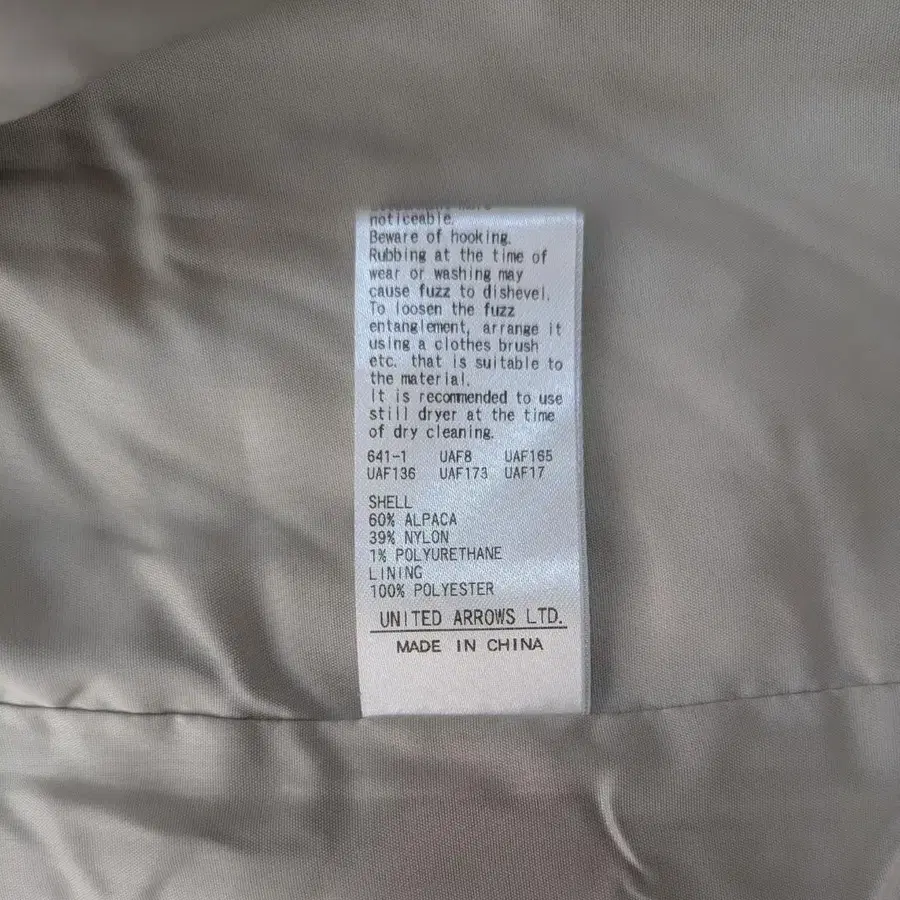 noticeable.
Beware of hooking.
Rubbing at the time of
wear or washing may
cause fuzz to dishevel.
To loosen the fuzz
entanglement, arrange it
using a clothes brush
etc. that is suitable to
the material.
It is recommended to use
still dryer at the time
of dry cleaning.
641-1 UAF8 UAF165
UAF136 UAF173 UAF17
SHELL
60% ALPACA
39% NYLON
1% POLYURETHANE
LINING
100% POLYESTER
UNITED ARROWS LTD.
MADE IN CHINA